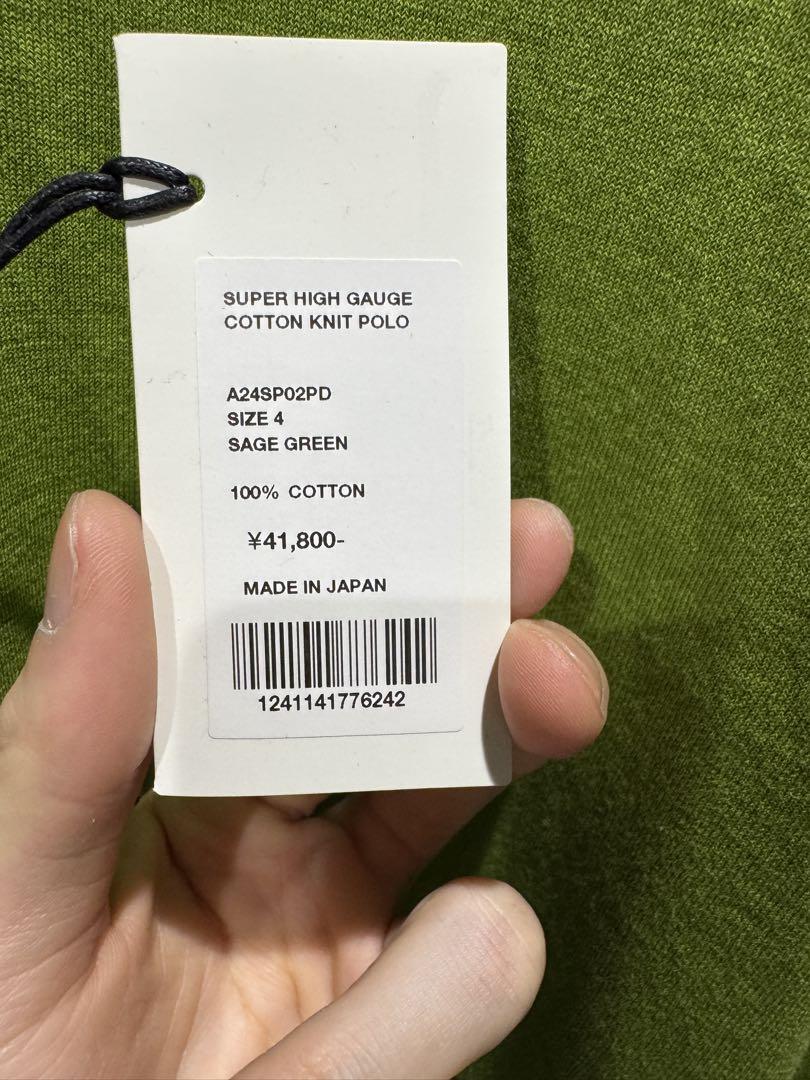 SUPER HIGH GAUGE
COTTON KNIT POLO
A24SP02PD
SIZE 4
SAGE GREEN
100% COTTON
¥41,800-
MADE IN JAPAN
1241141776242